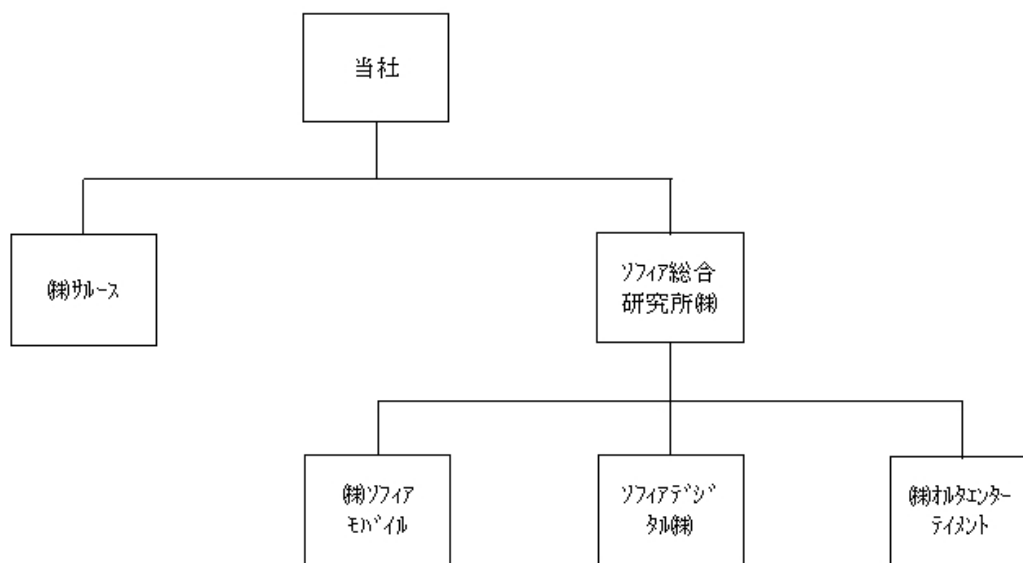 当社
㈱ｻﾙｰｽ
ｿﾌｨｱ総合
研究所㈱
㈱ｿﾌｨｱ
ﾓﾊﾞｲﾙ
ｿﾌｨｱﾃﾞｼﾞ
ﾀﾙ㈱
㈱ｵﾙﾀｴﾝﾀｰ
ﾃｲﾒﾝﾄ